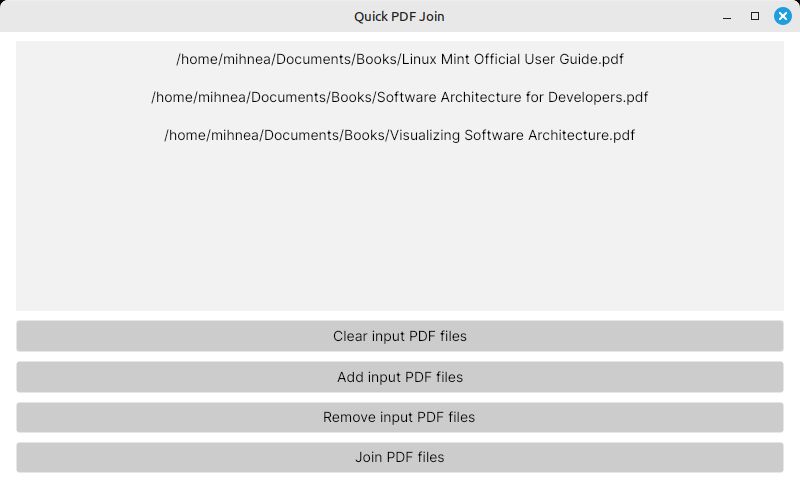 Quick PDF Join
/home/mihnea/Documents/Books/Linux Mint Official User Guide.pdf
/home/mihnea/Documents/Books/Software Architecture for Developers.pdf
/home/mihnea/Documents/Books/Visualizing Software Architecture.pdf
Clear input PDF files
Add input PDF files
Remove input PDF files
Join PDF files